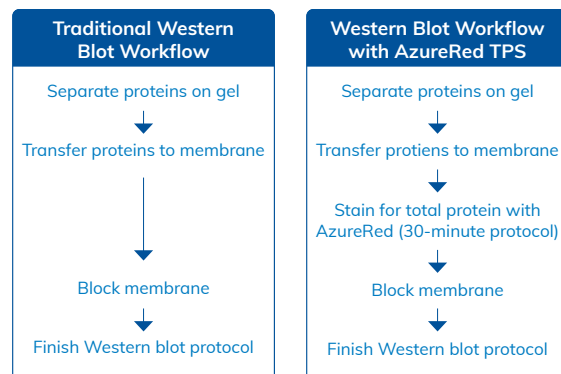 Traditional Western
Blot Workflow
Separate proteins on gel
Transfer proteins to membrane
Block membrane
Finish Western blot protocol
Western Blot Workflow
with AzureRed TPS
Separate proteins on gel
Transfer protiens to membrane
Stain for total protein with
AzureRed (30-minute protocol)
Block membrane
Finish Western blot protocol